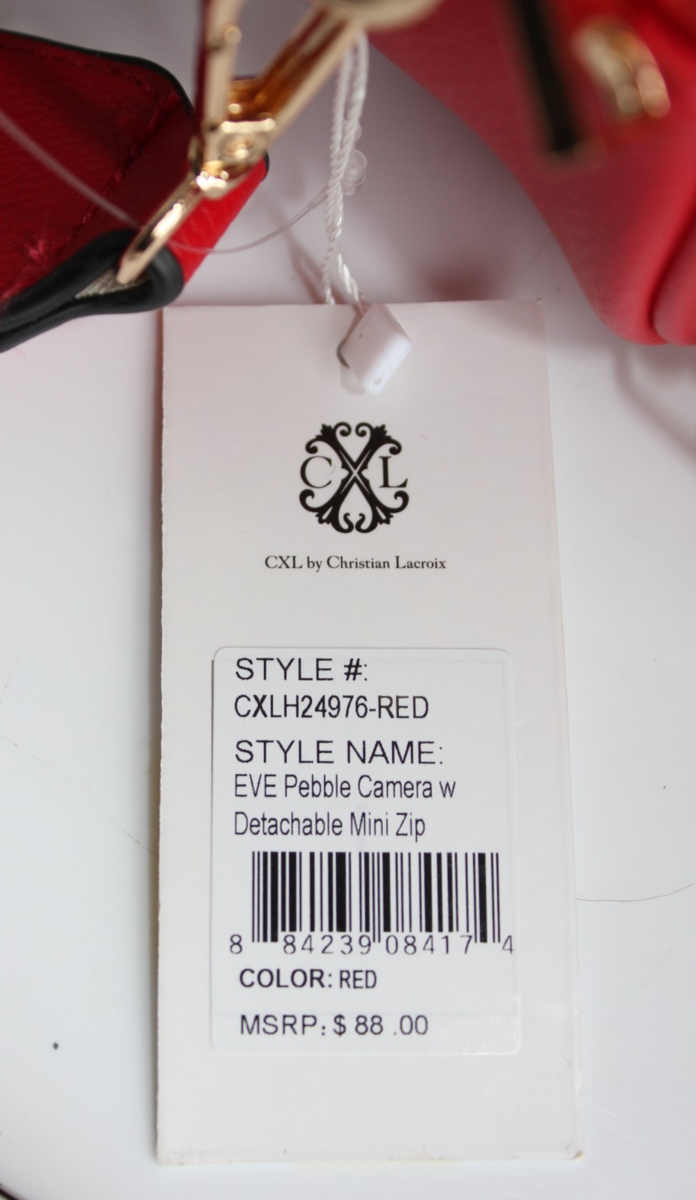 CXL
CXL by Christian Lacroix
STYLE #:
CXLH24976-RED
STYLE NAME:
EVE Pebble Camera w
Detachable Mini Zip
8 84239 08417 4
COLOR: RED
MSRP: $ 88 .00